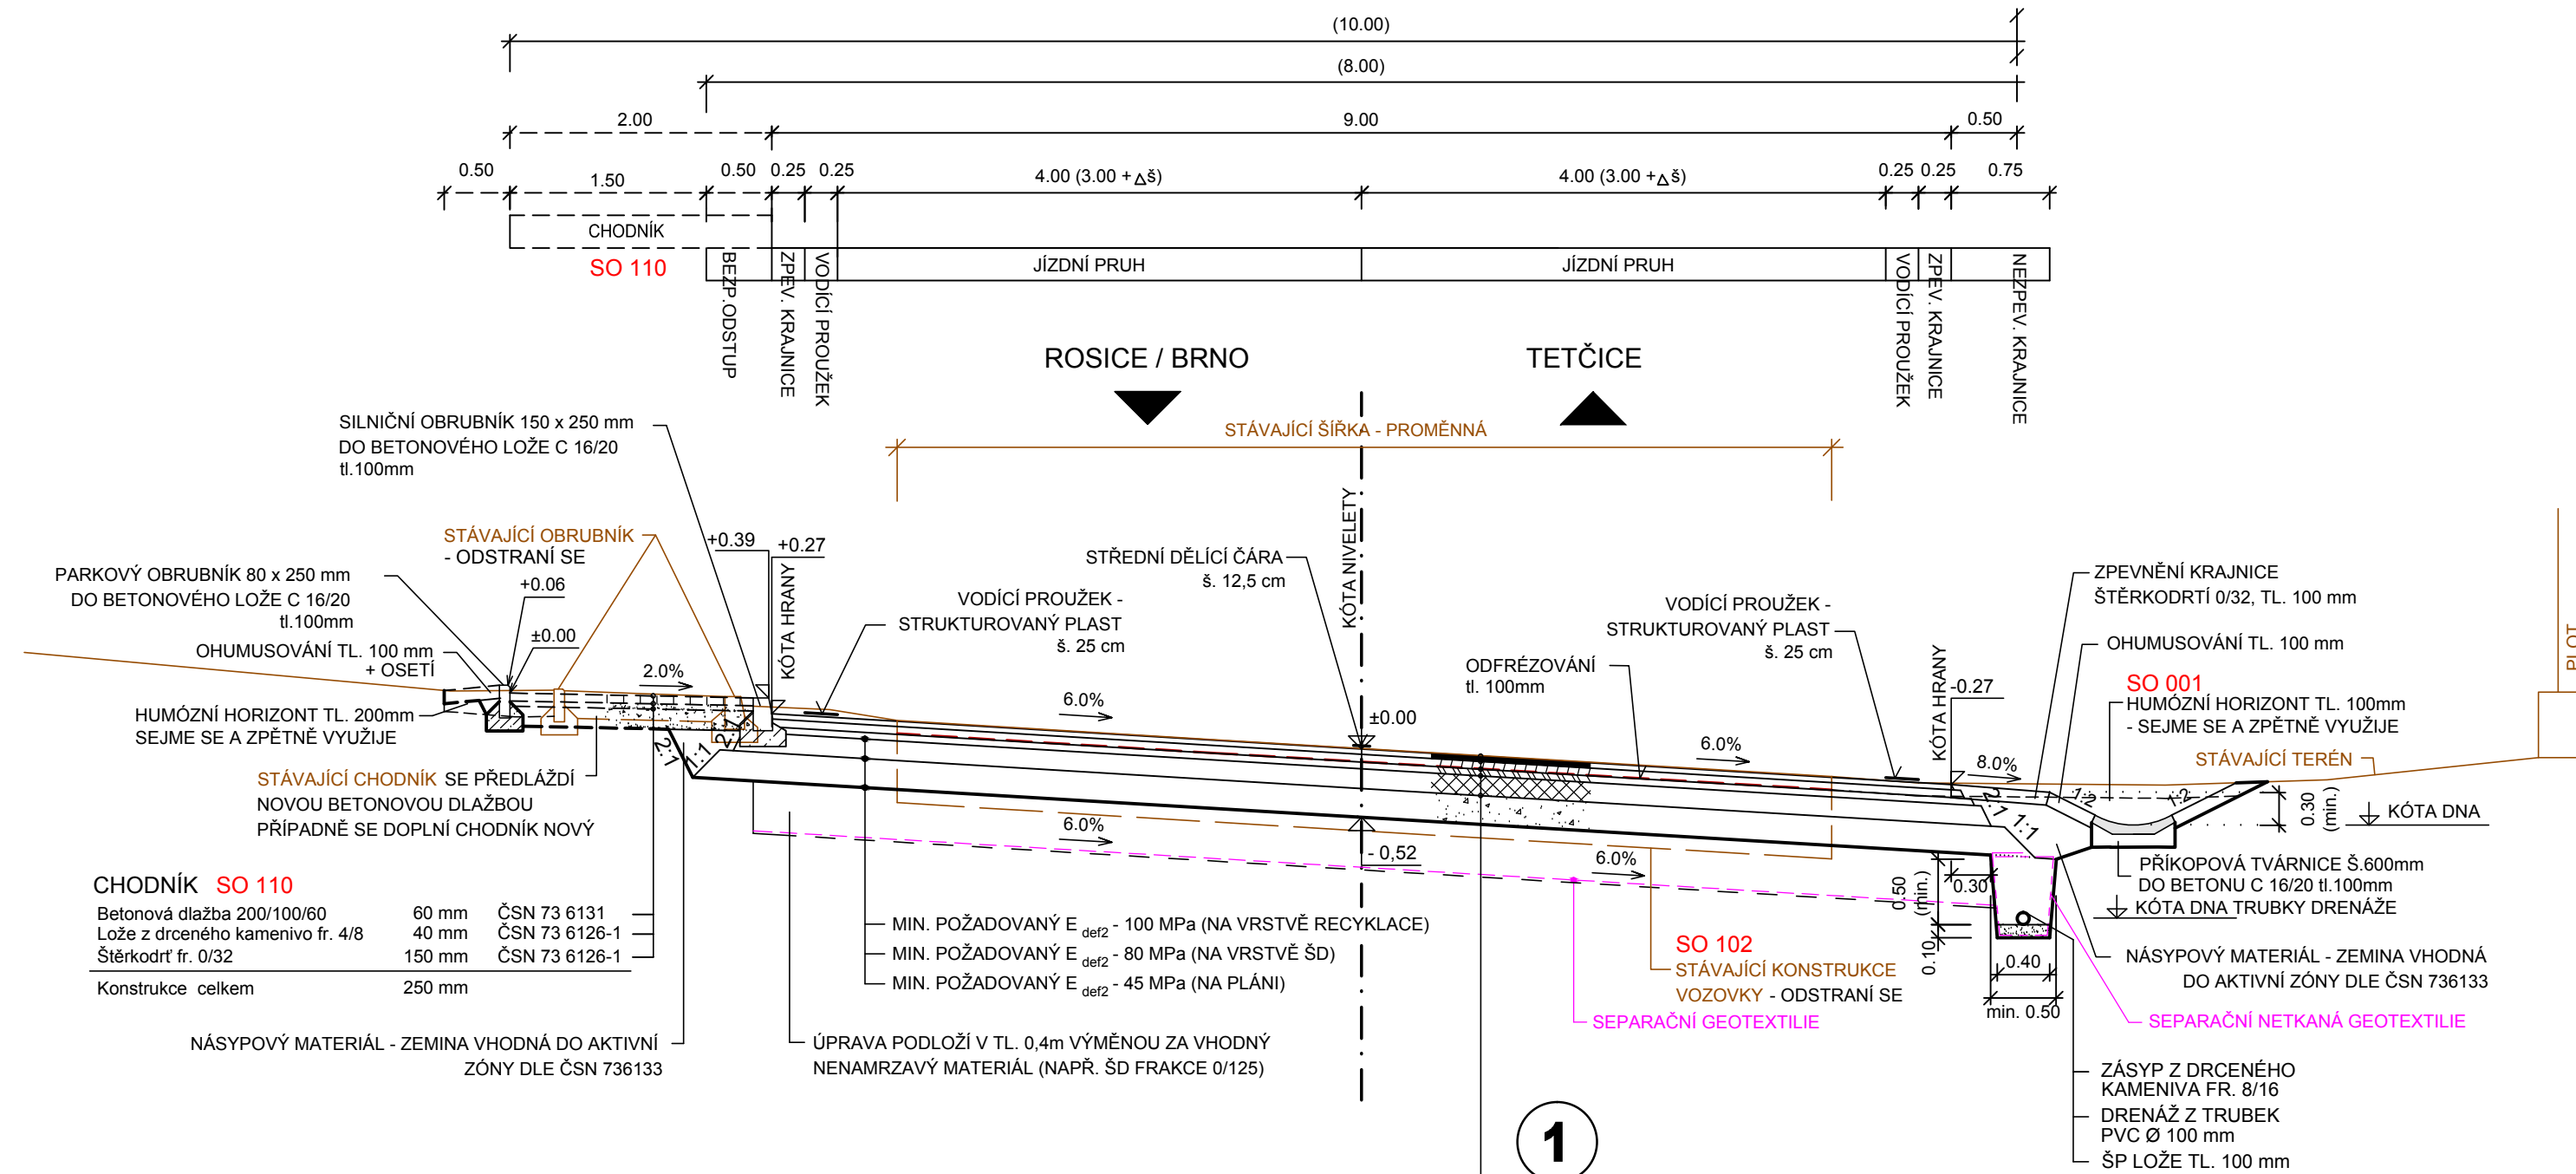 (10.00)
(8.00)
2.00
9.00
0.50
0.50
1.50
0.50
0.25
0.25
4.00 (3.00 +△š)
4.00 (3.00 +△š)
0.25
0.25
0.75
CHODNÍK
SO 110
BEZP.ODSTUP
ZPEV. KRAJNICE
VODÍCÍ PROUŽEK
JÍZDNÍ PRUH
JÍZDNÍ PRUH
VODÍCÍ PROUŽEK
ZPEV. KRAJNICE
NEZPEV. KRAJNICE
ROSICE / BRNO
TETČICE
STÁVAJÍCÍ ŠÍŘKA - PROMĚNNÁ
SILNIČNÍ OBRUBNÍK 150 x 250 mm
DO BETONOVÉHO LOŽE C 16/20
tl.100mm
STÁVAJÍCÍ OBRUBNÍK
- ODSTRANÍ SE
+0.39
+0.27
+0.06
±0.00
PARKOVÝ OBRUBNÍK 80 x 250 mm
DO BETONOVÉHO LOŽE C 16/20
tl.100mm
OHUMUSOVÁNÍ TL. 100 mm
+ OSETÍ
HUMÓZNÍ HORIZONT TL. 200mm
SEJME SE A ZPĚTNĚ VYUŽIJE
2.0%
KÓTA HRANY
VODÍCÍ PROUŽEK -
STRUKTUROVANÝ PLAST
š. 25 cm
STŘEDNÍ DĚLÍCÍ ČÁRA
š. 12,5 cm
KÓTA NIVELETY
6.0%
±0.00
ODFRÉZOVÁNÍ
tl. 100mm
VODÍCÍ PROUŽEK -
STRUKTUROVANÝ PLAST
š. 25 cm
6.0%
KÓTA HRANY
-0.27
8.0%
ZPEVNĚNÍ KRAJNICE
ŠTĚRKODRTÍ 0/32, TL. 100 mm
OHUMUSOVÁNÍ TL. 100 mm
SO 001
HUMÓZNÍ HORIZONT TL. 100mm
- SEJME SE A ZPĚTNĚ VYUŽIJE
STÁVAJÍCÍ TERÉN
PLOT
2:1
1:1
2:1
2:1
1:1
1:2
1:2
0.30
(min.)
KÓTA DNA
STÁVAJÍCÍ CHODNÍK SE PŘEDLÁŽDÍ
NOVOU BETONOVOU DLAŽBOU
PŘÍPADNĚ SE DOPLNÍ CHODNÍK NOVÝ
6.0%
- 0,52
6.0%
0.50
(min.)
0.30
0.10
0.40
min. 0.50
PŘÍKOPOVÁ TVÁRNICE Š.600mm
DO BETONU C 16/20 tl.100mm
KÓTA DNA TRUBKY DRENÁŽE
CHODNÍK SO 110
Betonová dlažba 200/100/60 60 mm ČSN 73 6131
Lože z drceného kamenivo fr. 4/8 40 mm ČSN 73 6126-1
Štěrkodrť fr. 0/32 150 mm ČSN 73 6126-1
Konstrukce celkem 250 mm
MIN. POŽADOVANÝ E def2 - 100 MPa (NA VRSTVĚ RECYKLACE)
MIN. POŽADOVANÝ E def2 - 80 MPa (NA VRSTVĚ ŠD)
MIN. POŽADOVANÝ E def2 - 45 MPa (NA PLÁNI)
SO 102
STÁVAJÍCÍ KONSTRUKCE
VOZOVKY - ODSTRANÍ SE
SEPARAČNÍ GEOTEXTILIE
NÁSYPOVÝ MATERIÁL - ZEMINA VHODNÁ
DO AKTIVNÍ ZÓNY DLE ČSN 736133
SEPARAČNÍ NETKANÁ GEOTEXTILIE
NÁSYPOVÝ MATERIÁL - ZEMINA VHODNÁ DO AKTIVNÍ
ZÓNY DLE ČSN 736133
ÚPRAVA PODLOŽÍ V TL. 0,4m VÝMĚNOU ZA VHODNÝ
NENAMRZAVÝ MATERIÁL (NAPŘ. ŠD FRAKCE 0/125)
ZÁSYP Z DRCENÉHO
KAMENIVA FR. 8/16
DRENÁŽ Z TRUBEK
PVC Ø 100 mm
ŠP LOŽE TL. 100 mm
1